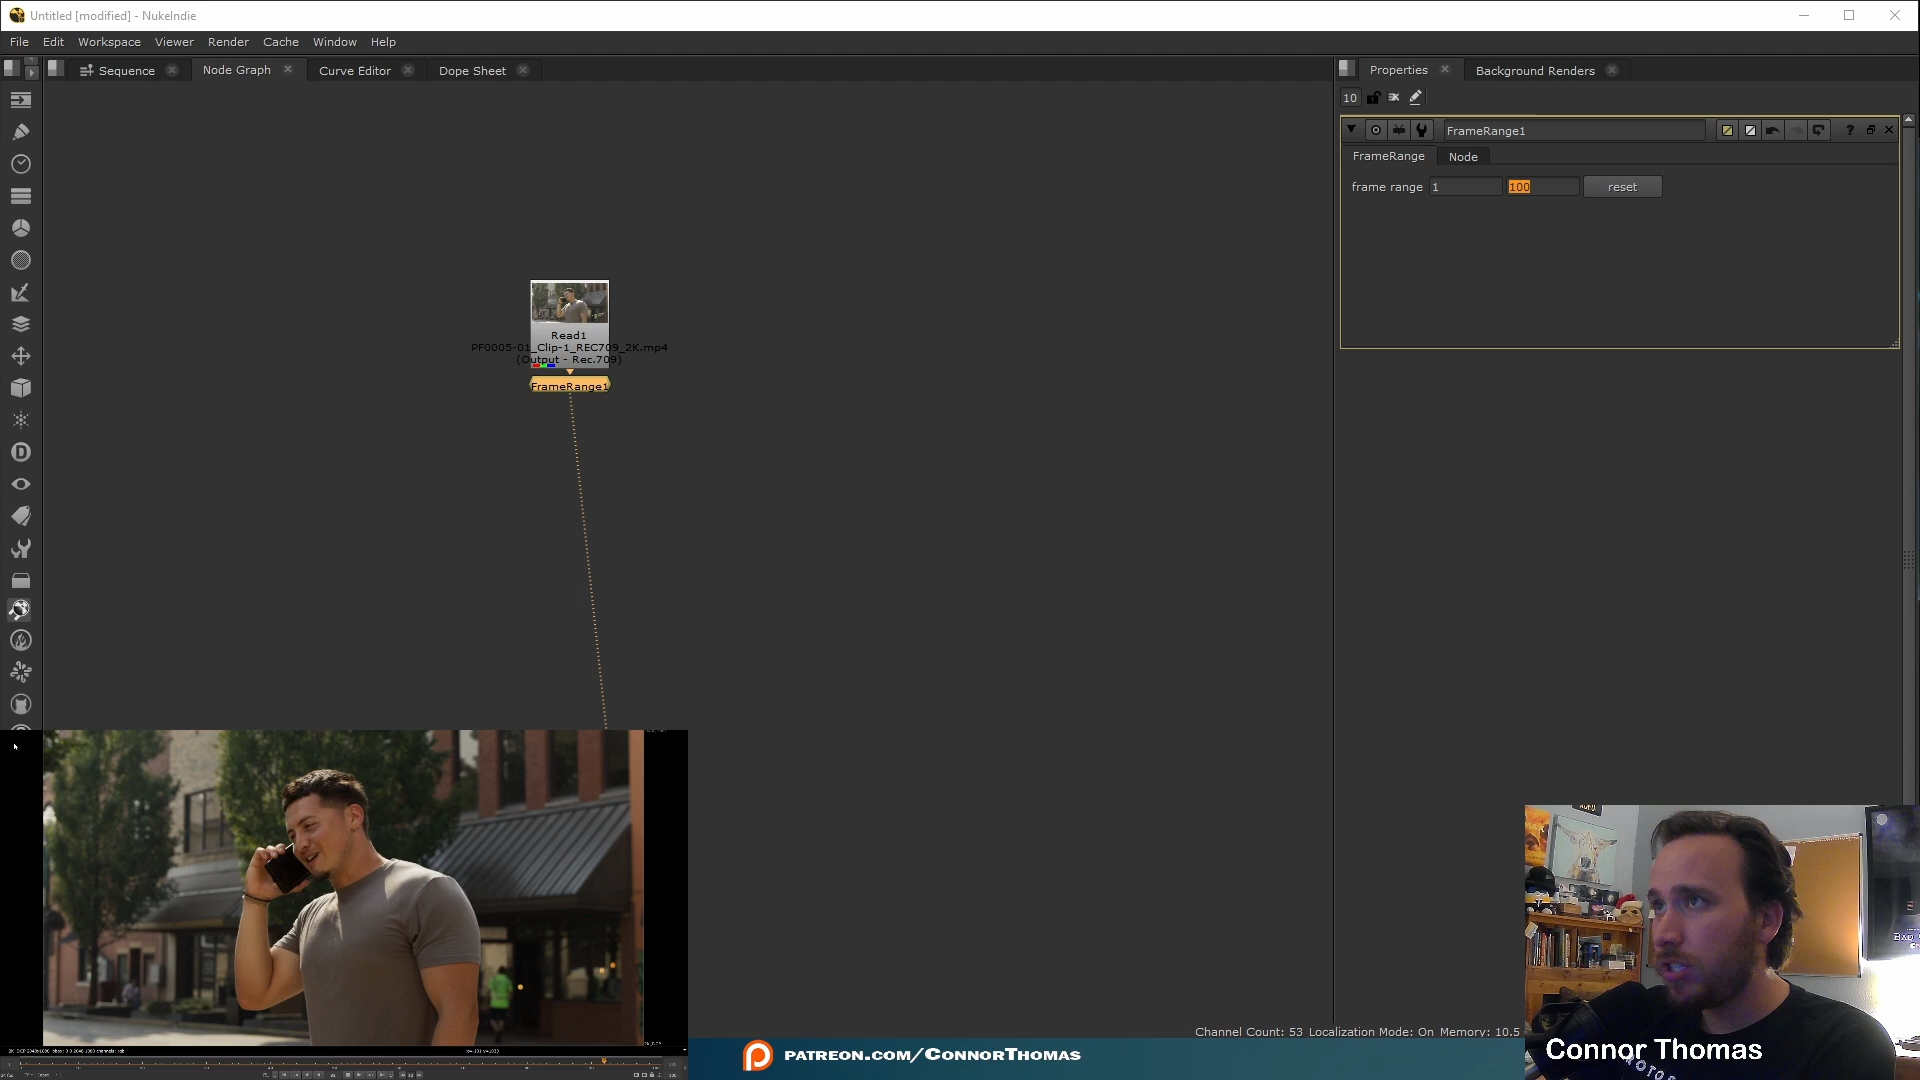 Untitled [modified] - NukeIndie
File Edit Workspace Viewer Render Cache Window Help
Sequence Node Graph Curve Editor Dope Sheet
Properties Background Renders
10
FrameRange1
FrameRange Node
frame range 1 100 reset
Read1
PF0005-01_Clip-1_REC709_2K.mp4
(Output - Rec.709)
FrameRange1
Channel Count: 53 Localization Mode: On Memory: 10.5
PATREON.COM/CONNORTHOMAS
Connor Thomas